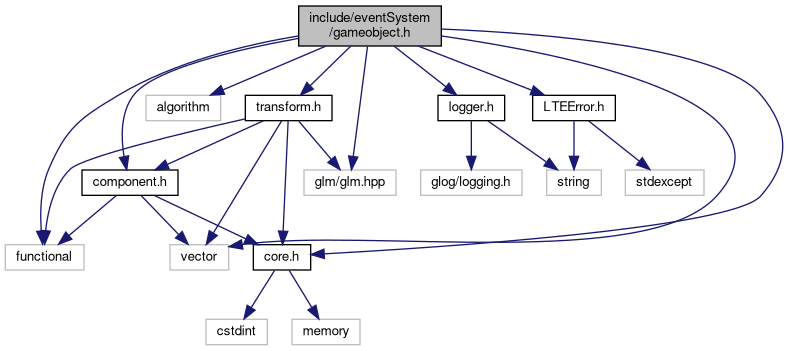 include/eventSystem
/gameobject.h
algorithm
transform.h
logger.h
LTEError.h
component.h
glm/glm.hpp
glog/logging.h
string
stdexcept
functional
vector
core.h
cstdint
memory